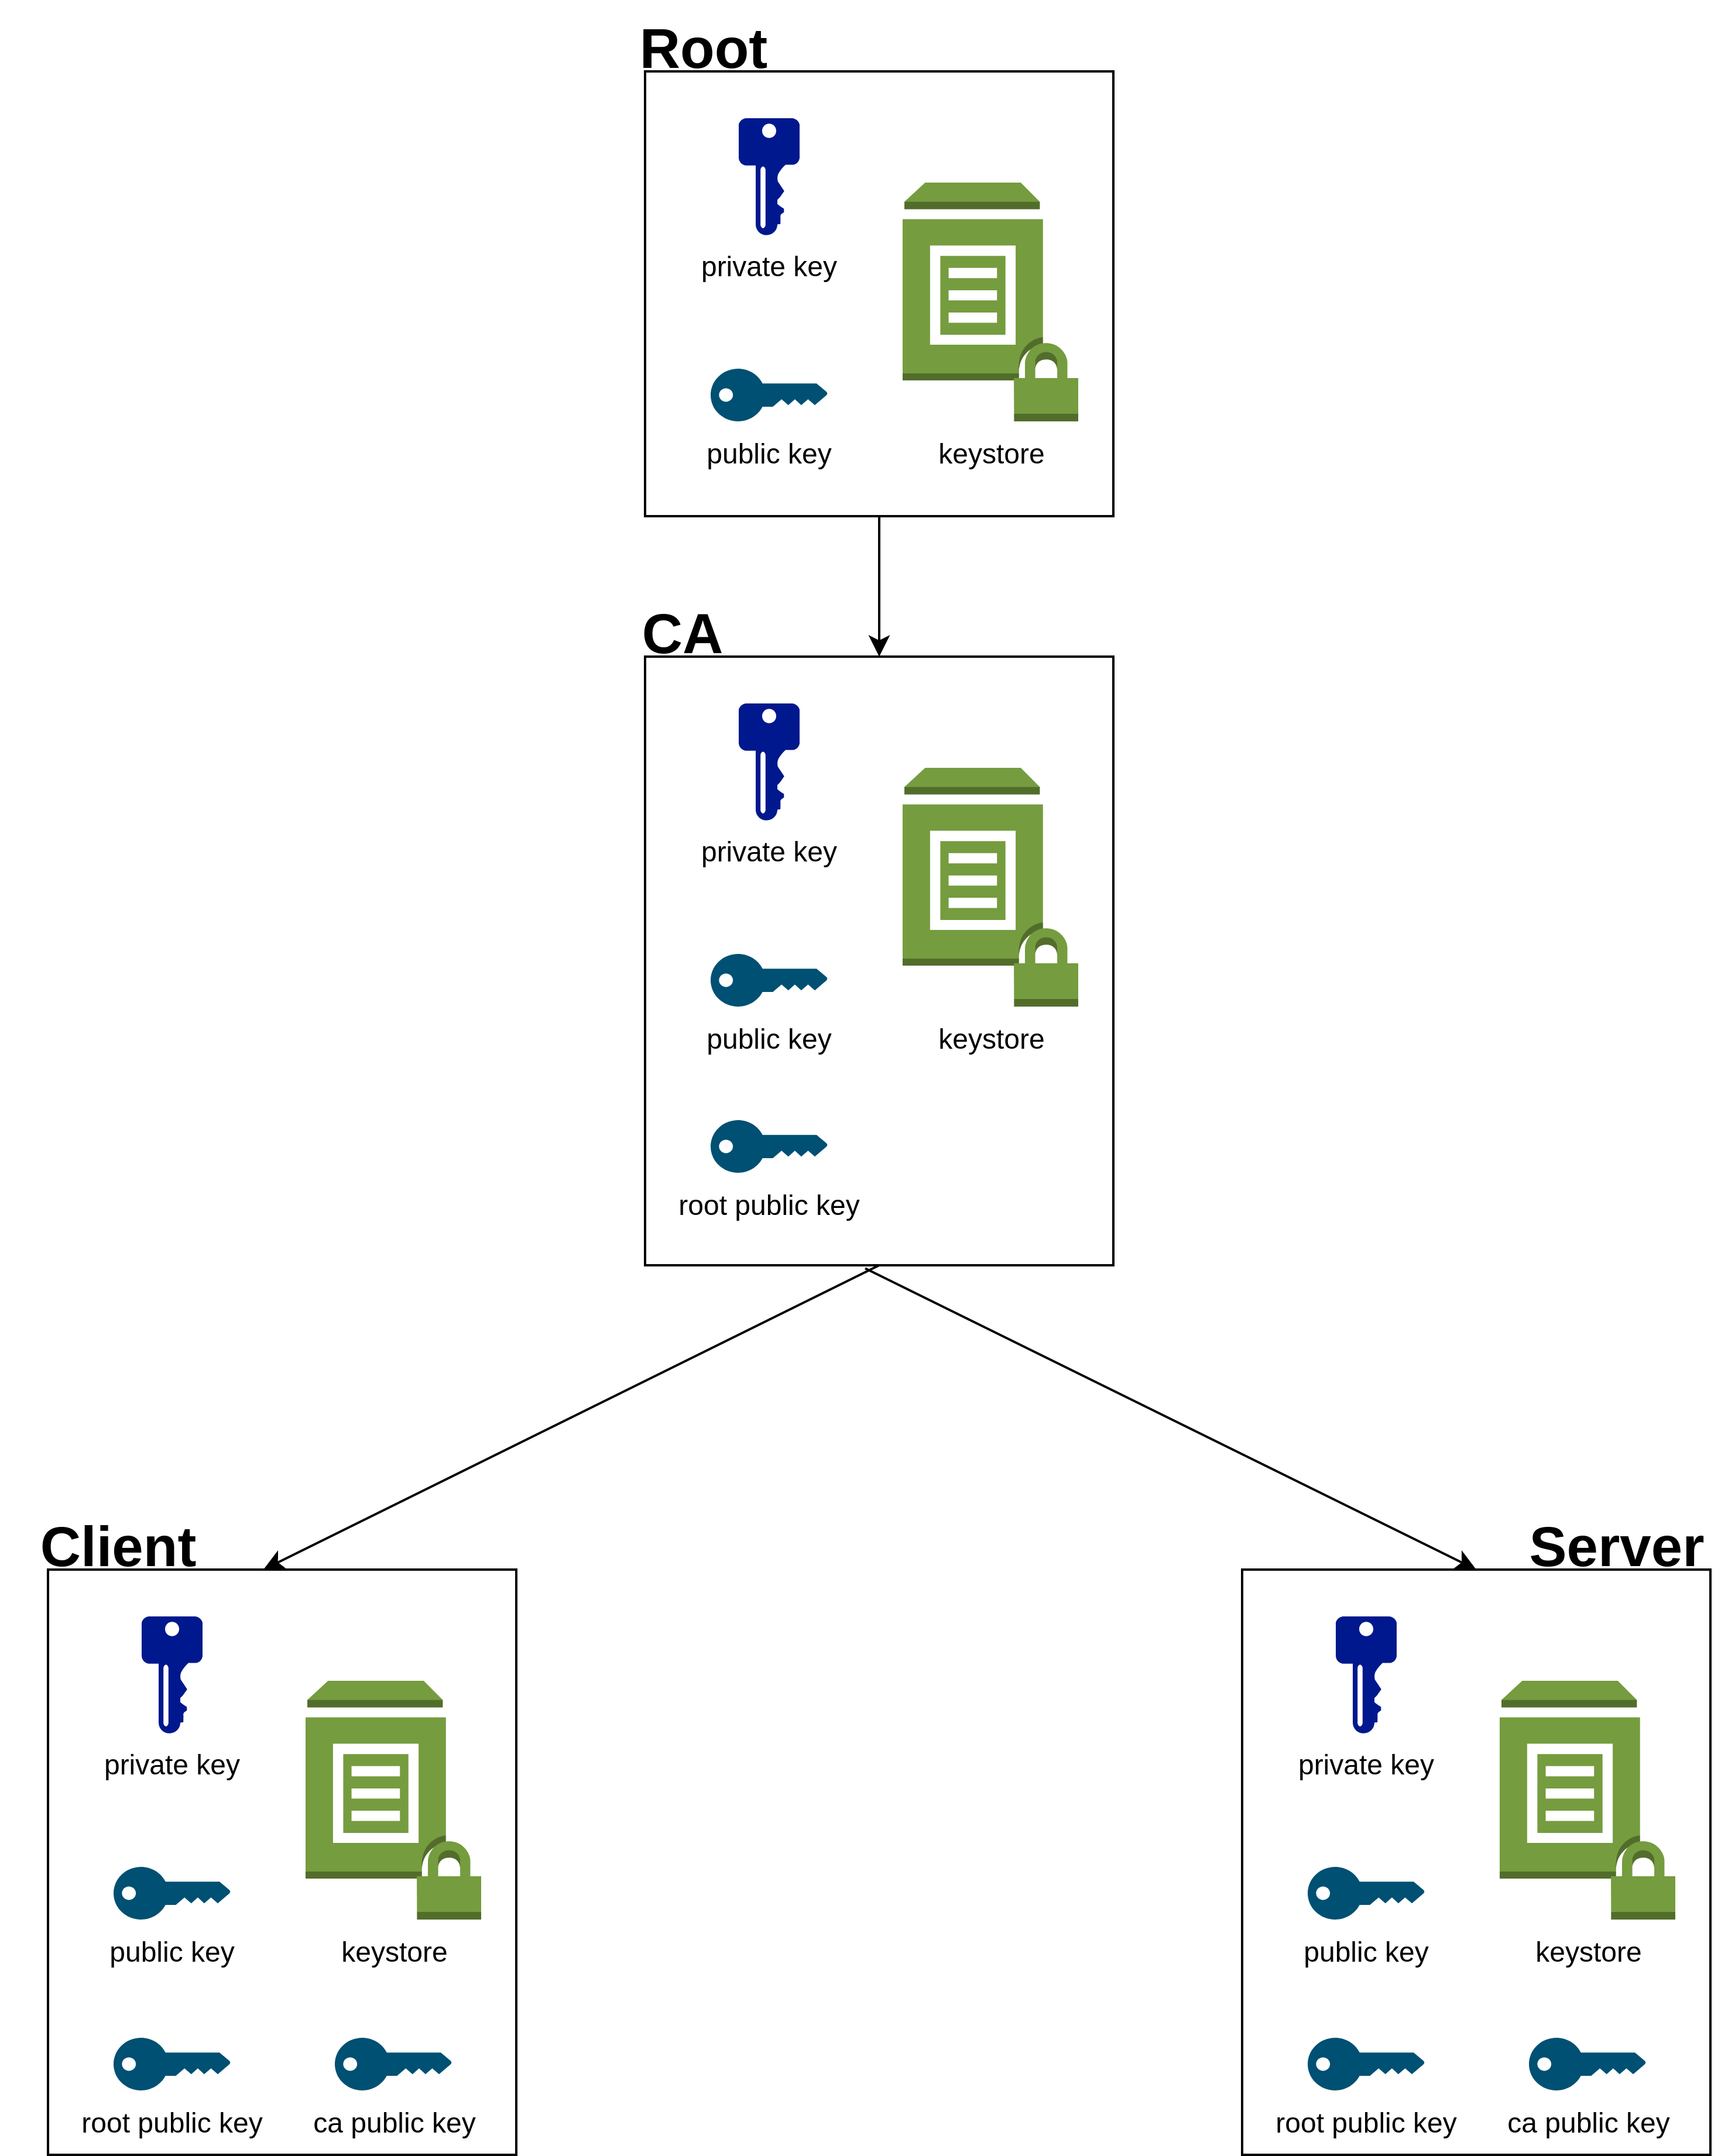 Root
private key
public key
keystore
CA
private key
public key
keystore
root public key
Client
private key
public key
keystore
root public key
ca public key
Server
private key
public key
keystore
root public key
ca public key